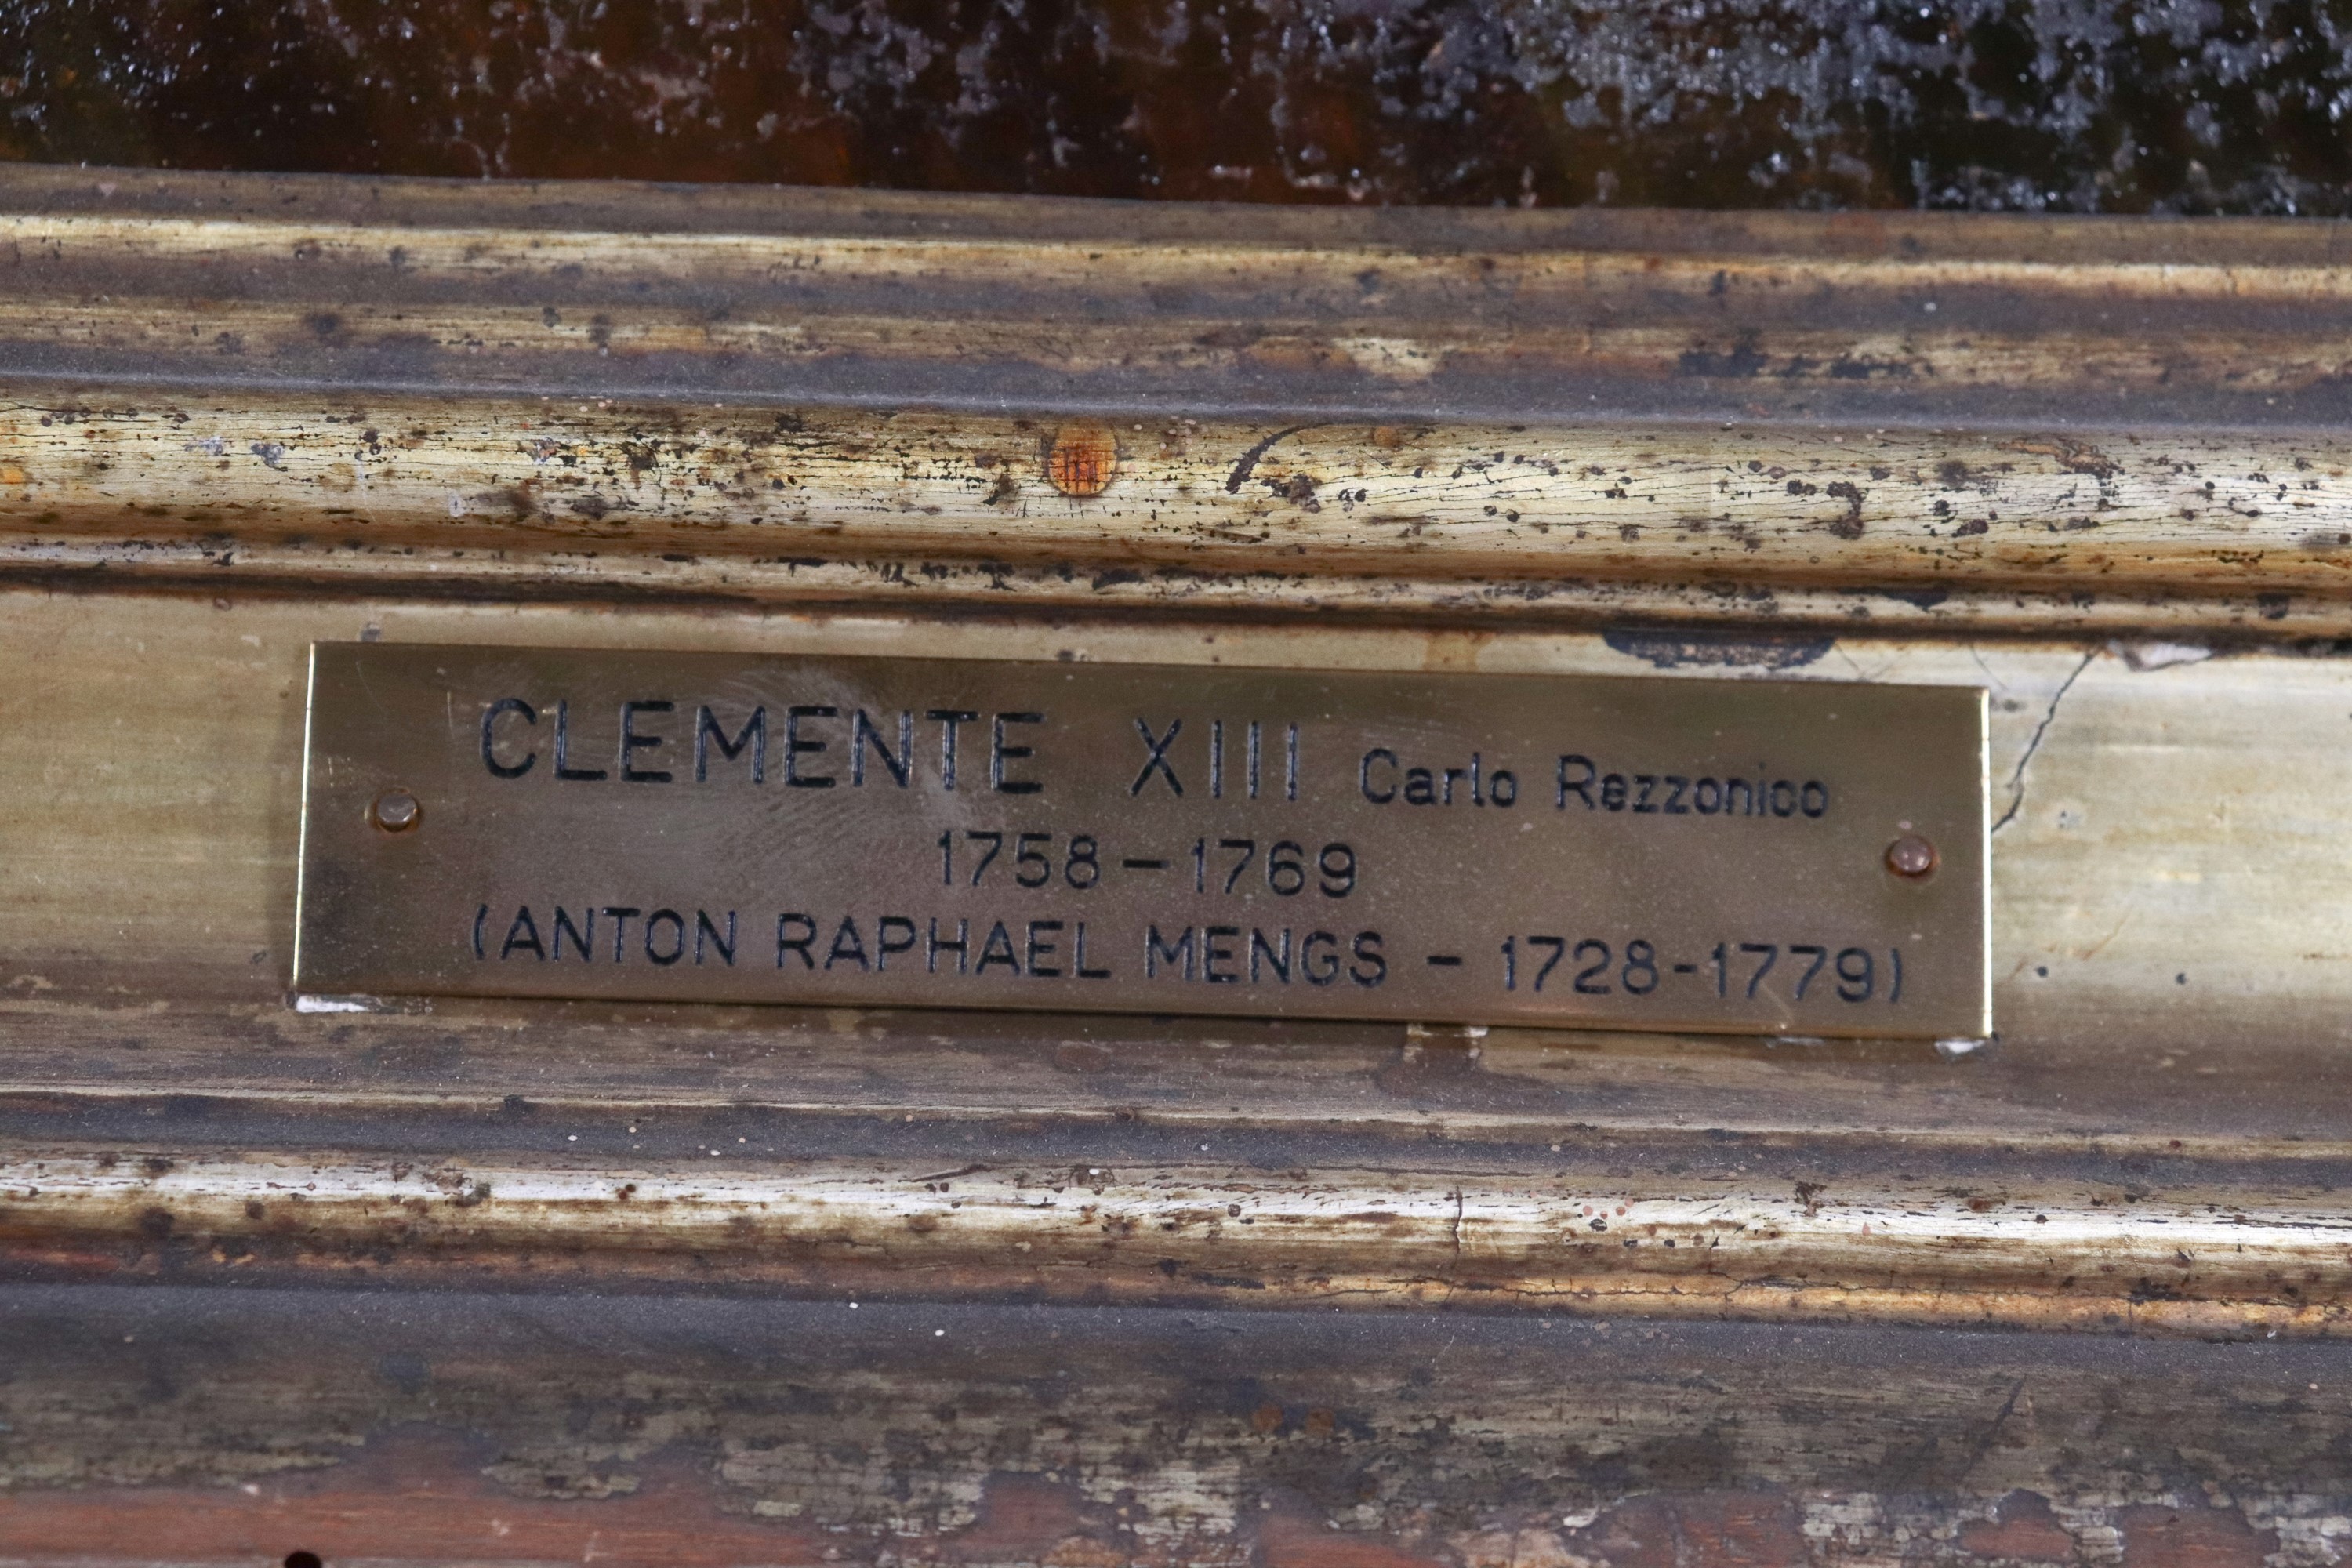 CLEMENTE XIII Carlo Rezzonico
1758-1769
(ANTON RAPHAEL MENGS - 1728-1779)